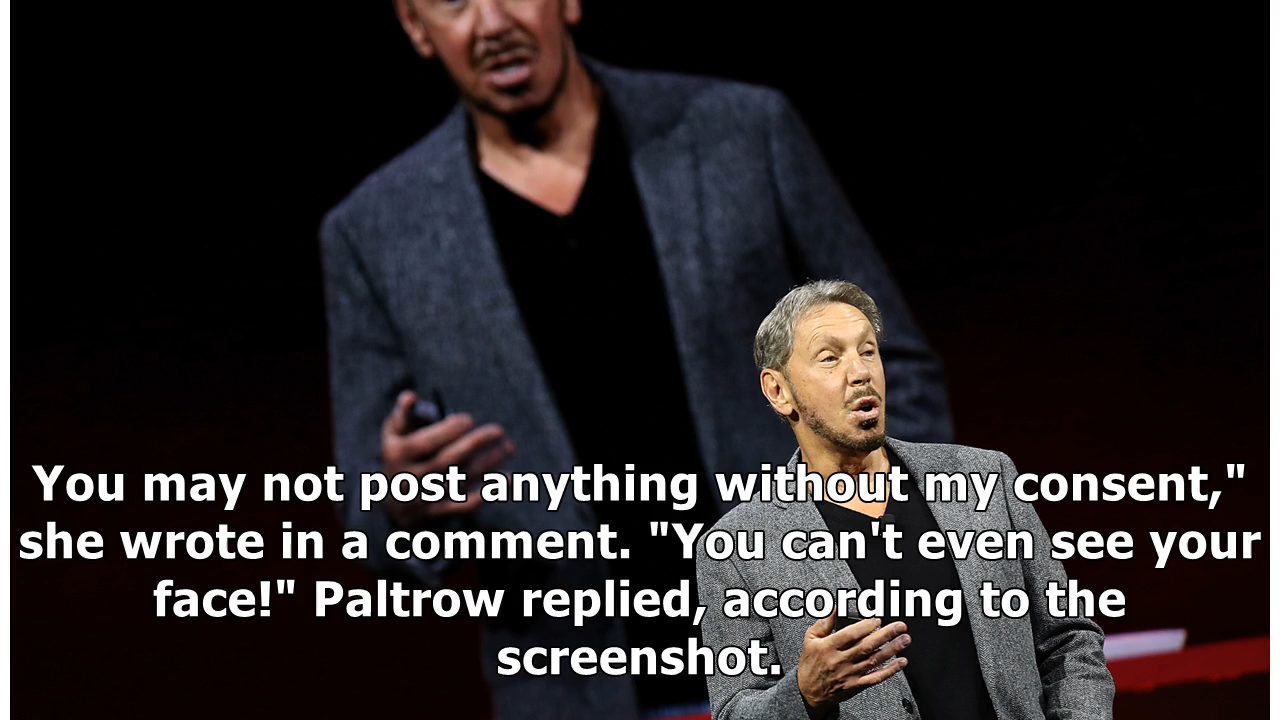 You may not post anything without my consent,"
she wrote in a comment. "You can't even see your
face!" Paltrow replied, according to the
screenshot.